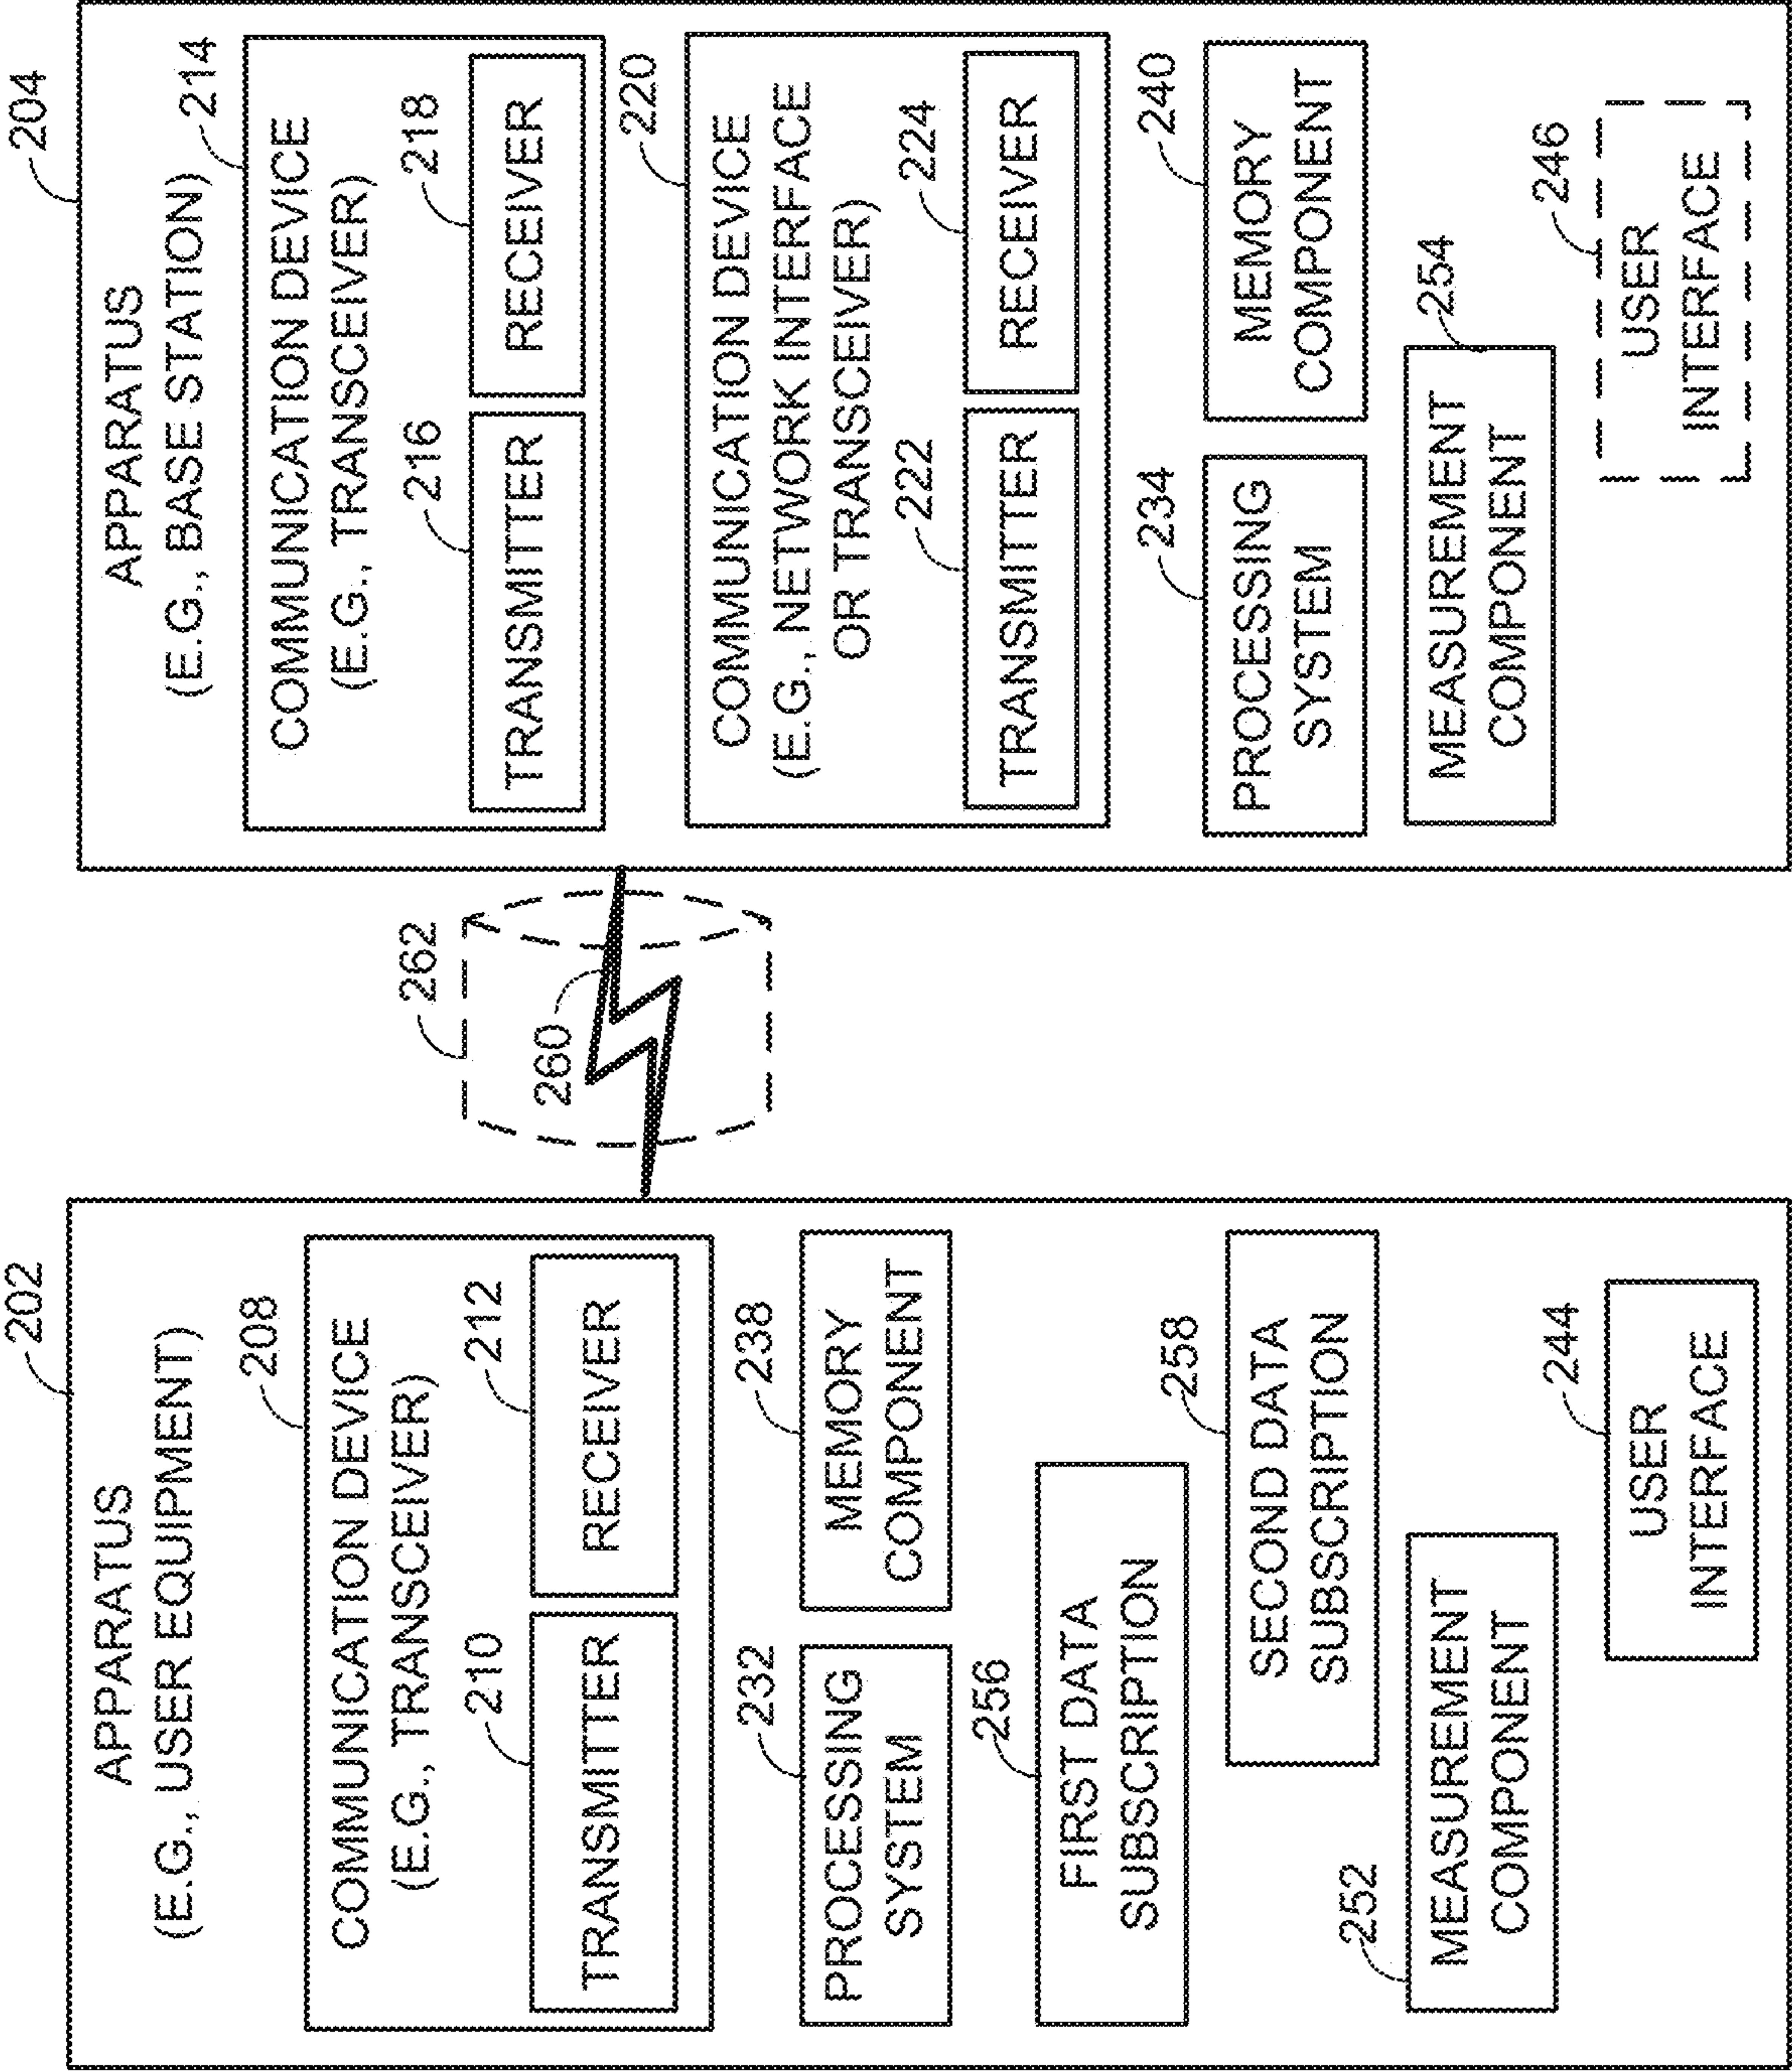 202
APPARATUS
(E.G., USER EQUIPMENT)
208
COMMUNICATION DEVICE
(E.G., TRANSCEIVER)
210
212
TRANSMITTER
RECEIVER
232
238
PROCESSING
SYSTEM
MEMORY
COMPONENT
256
FIRST DATA
SUBSCRIPTION
258
SECOND DATA
SUBSCRIPTION
252
MEASUREMENT
COMPONENT
244
USER
INTERFACE
262
260
204
APPARATUS
(E.G., BASE STATION)
214
COMMUNICATION DEVICE
(E.G., TRANSCEIVER)
216
218
TRANSMITTER
RECEIVER
220
COMMUNICATION DEVICE
(E.G., NETWORK INTERFACE
OR TRANSCEIVER)
222
224
TRANSMITTER
RECEIVER
234
240
PROCESSING
SYSTEM
MEMORY
COMPONENT
254
MEASUREMENT
COMPONENT
246
USER
INTERFACE